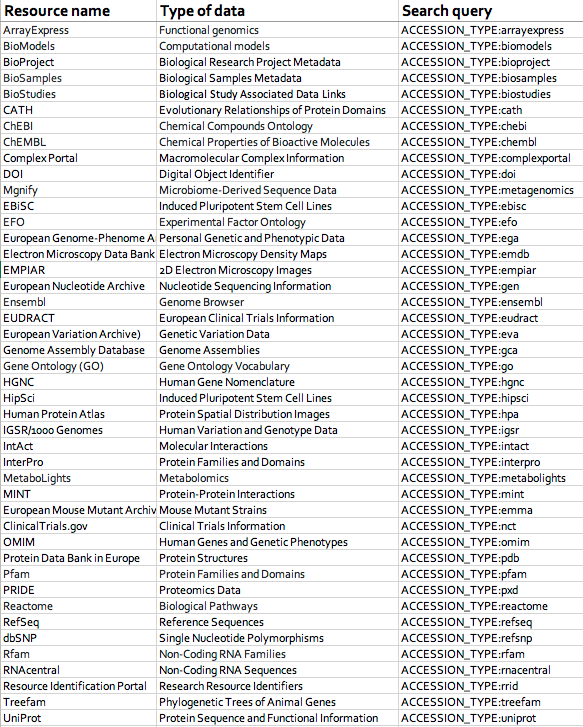 Resource name Type of data Search query
ArrayExpress Functional genomics ACCESSION_TYPE:arrayexpress
BioModels Computational models ACCESSION_TYPE:biomodels
BioProject Biological Research Project Metadata ACCESSION_TYPE:bioproject
BioSamples Biological Samples Metadata ACCESSION_TYPE:biosamples
BioStudies Biological Study Associated Data Links ACCESSION_TYPE:biostudies
CATH Evolutionary Relationships of Protein Domains ACCESSION_TYPE:cath
ChEBI Chemical Compounds Ontology ACCESSION_TYPE:chebi
ChEMBL Chemical Properties of Bioactive Molecules ACCESSION_TYPE:chembl
Complex Portal Macromolecular Complex Information ACCESSION_TYPE:complexportal
DOI Digital Object Identifier ACCESSION_TYPE:doi
Mgnify Microbiome-Derived Sequence Data ACCESSION_TYPE:metagenomics
EBiSC Induced Pluripotent Stem Cell Lines ACCESSION_TYPE:ebisc
EFO Experimental Factor Ontology ACCESSION_TYPE:efo
European Genome-Phenome A Personal Genetic and Phenotypic Data ACCESSION_TYPE:ega
Electron Microscopy Data Bank Electron Microscopy Density Maps ACCESSION_TYPE:emdb
EMPIAR 2D Electron Microscopy Images ACCESSION_TYPE:empiar
European Nucleotide Archive Nucleotide Sequencing Information ACCESSION_TYPE:gen
Ensembl Genome Browser ACCESSION_TYPE:ensembl
EUDRACT European Clinical Trials Information ACCESSION_TYPE:eudract
European Variation Archive) Genetic Variation Data ACCESSION_TYPE:eva
Genome Assembly Database Genome Assemblies ACCESSION_TYPE:gca
Gene Ontology (GO) Gene Ontology Vocabulary ACCESSION_TYPE:go
HGNC Human Gene Nomenclature ACCESSION_TYPE:hgnc
HipSci Induced Pluripotent Stem Cell Lines ACCESSION_TYPE:hipsci
Human Protein Atlas Protein Spatial Distribution Images ACCESSION_TYPE:hpa
IGSR/1000 Genomes Human Variation and Genotype Data ACCESSION_TYPE:igsr
IntAct Molecular Interactions ACCESSION_TYPE:intact
InterPro Protein Families and Domains ACCESSION_TYPE:interpro
MetaboLights Metabolomics ACCESSION_TYPE:metabolights
MINT Protein-Protein Interactions ACCESSION_TYPE:mint
European Mouse Mutant Archiv Mouse Mutant Strains ACCESSION_TYPE:emma
ClinicalTrials.gov Clinical Trials Information ACCESSION_TYPE:nct
OMIM Human Genes and Genetic Phenotypes ACCESSION_TYPE:omim
Protein Data Bank in Europe Protein Structures ACCESSION_TYPE:pdb
Pfam Protein Families and Domains ACCESSION_TYPE:pfam
PRIDE Proteomics Data ACCESSION_TYPE:pxd
Reactome Biological Pathways ACCESSION_TYPE:reactome
RefSeq Reference Sequences ACCESSION_TYPE:refseq
dbSNP Single Nucleotide Polymorphisms ACCESSION_TYPE:refsnp
Rfam Non-Coding RNA Families ACCESSION_TYPE:rfam
RNAcentral Non-Coding RNA Sequences ACCESSION_TYPE:rnacentral
Resource Identification Portal Research Resource Identifiers ACCESSION_TYPE:rrid
Treefam Phylogenetic Trees of Animal Genes ACCESSION_TYPE:treefam
UniProt Protein Sequence and Functional Information ACCESSION_TYPE:uniprot